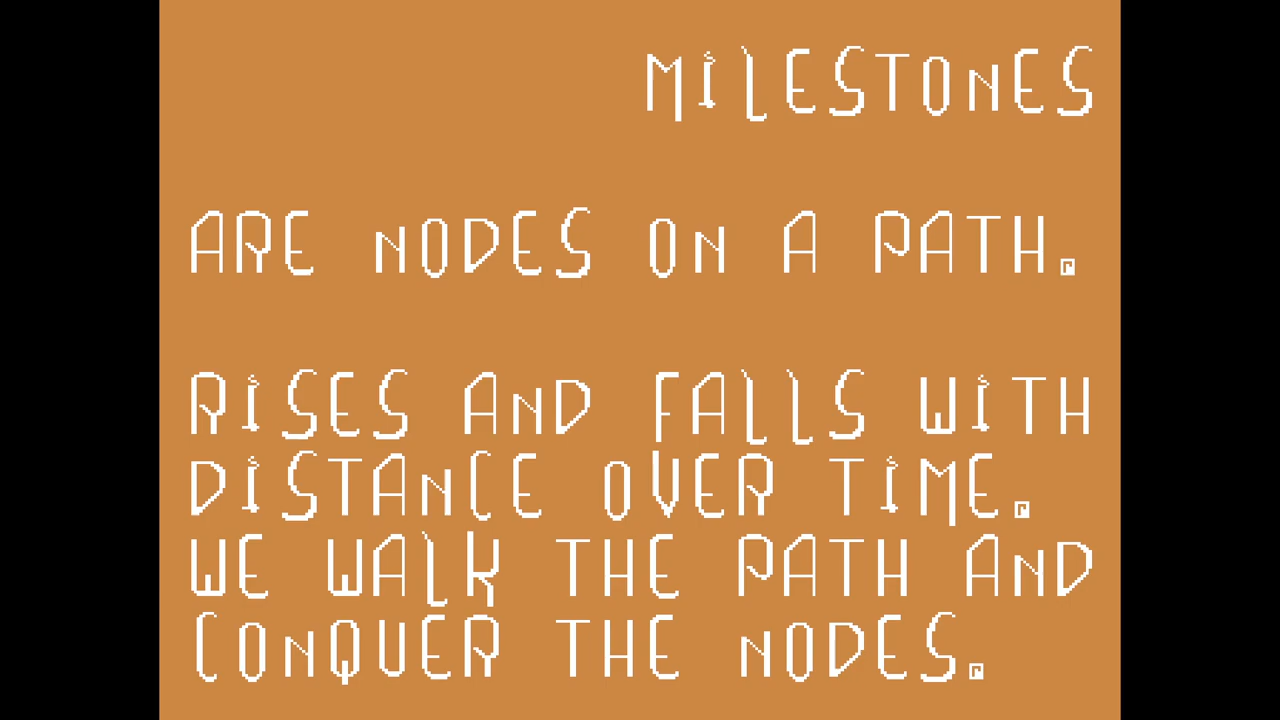 MiLESTOnES
ARE nODES On A PATH.
RiSES AnD FALLS WiTH
DiSTAnCE OVER TiME.
WE WALK THE PATH AnD
COnQUER THE nODES.